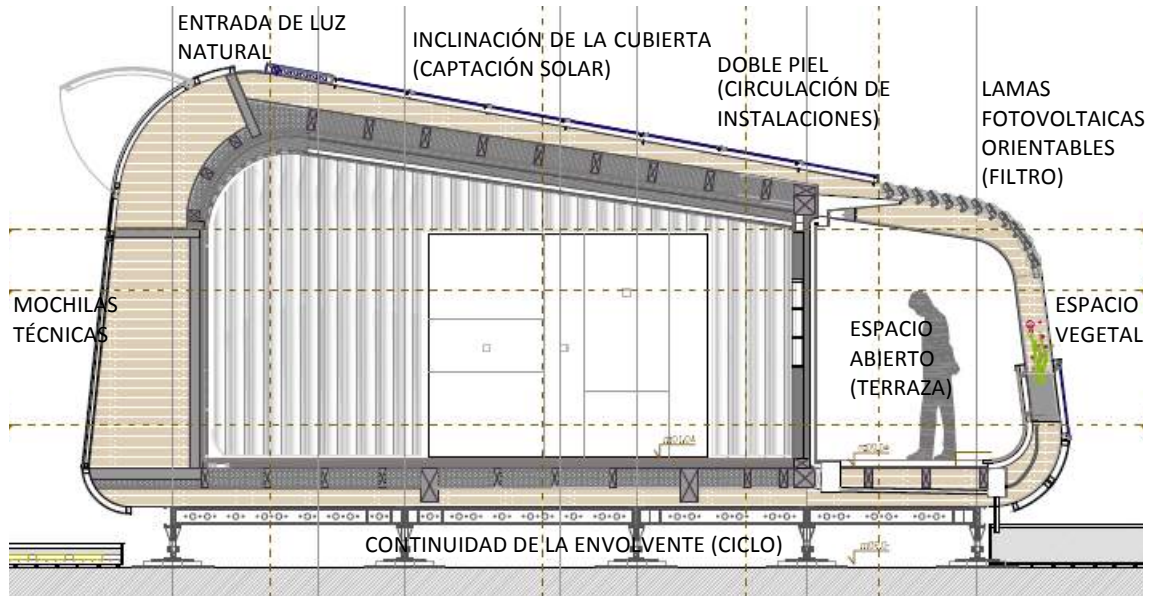 ENTRADA DE LUZ
NATURAL
INCLINACIÓN DE LA CUBIERTA
(CAPTACIÓN SOLAR)
DOBLE PIEL
(CIRCULACIÓN DE
INSTALACIONES)
LAMAS
FOTOVOLTAICAS
ORIENTABLES
(FILTRO)
MOCHILAS
TÉCNICAS
ESPACIO
ABIERTO
(TERRAZA)
ESPACIO
VEGETAL
CONTINUIDAD DE LA ENVOLVENTE (CICLO)